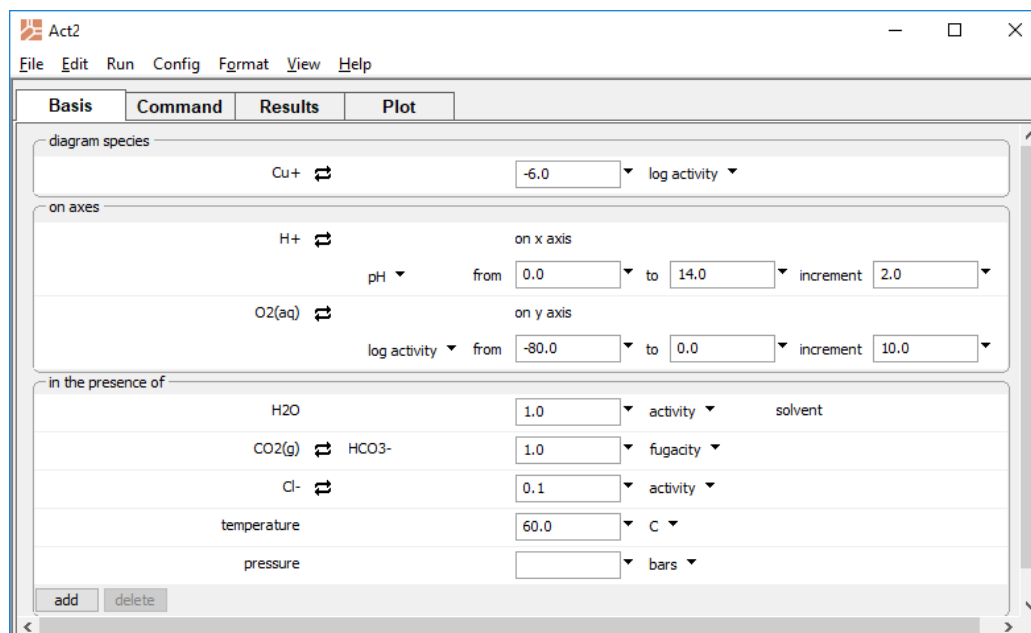 Act2
File Edit Run Config Format View Help
Basis Command Results Plot
diagram species
Cu+ -6.0 log activity
on axes
H+ on x axis
pH from 0.0 to 14.0 increment 2.0
O2(aq) on y axis
log activity from -80.0 to 0.0 increment 10.0
in the presence of
H2O 1.0 activity solvent
CO2(g) HCO3- 1.0 fugacity
Cl- 0.1 activity
temperature 60.0 C
pressure bars
add delete